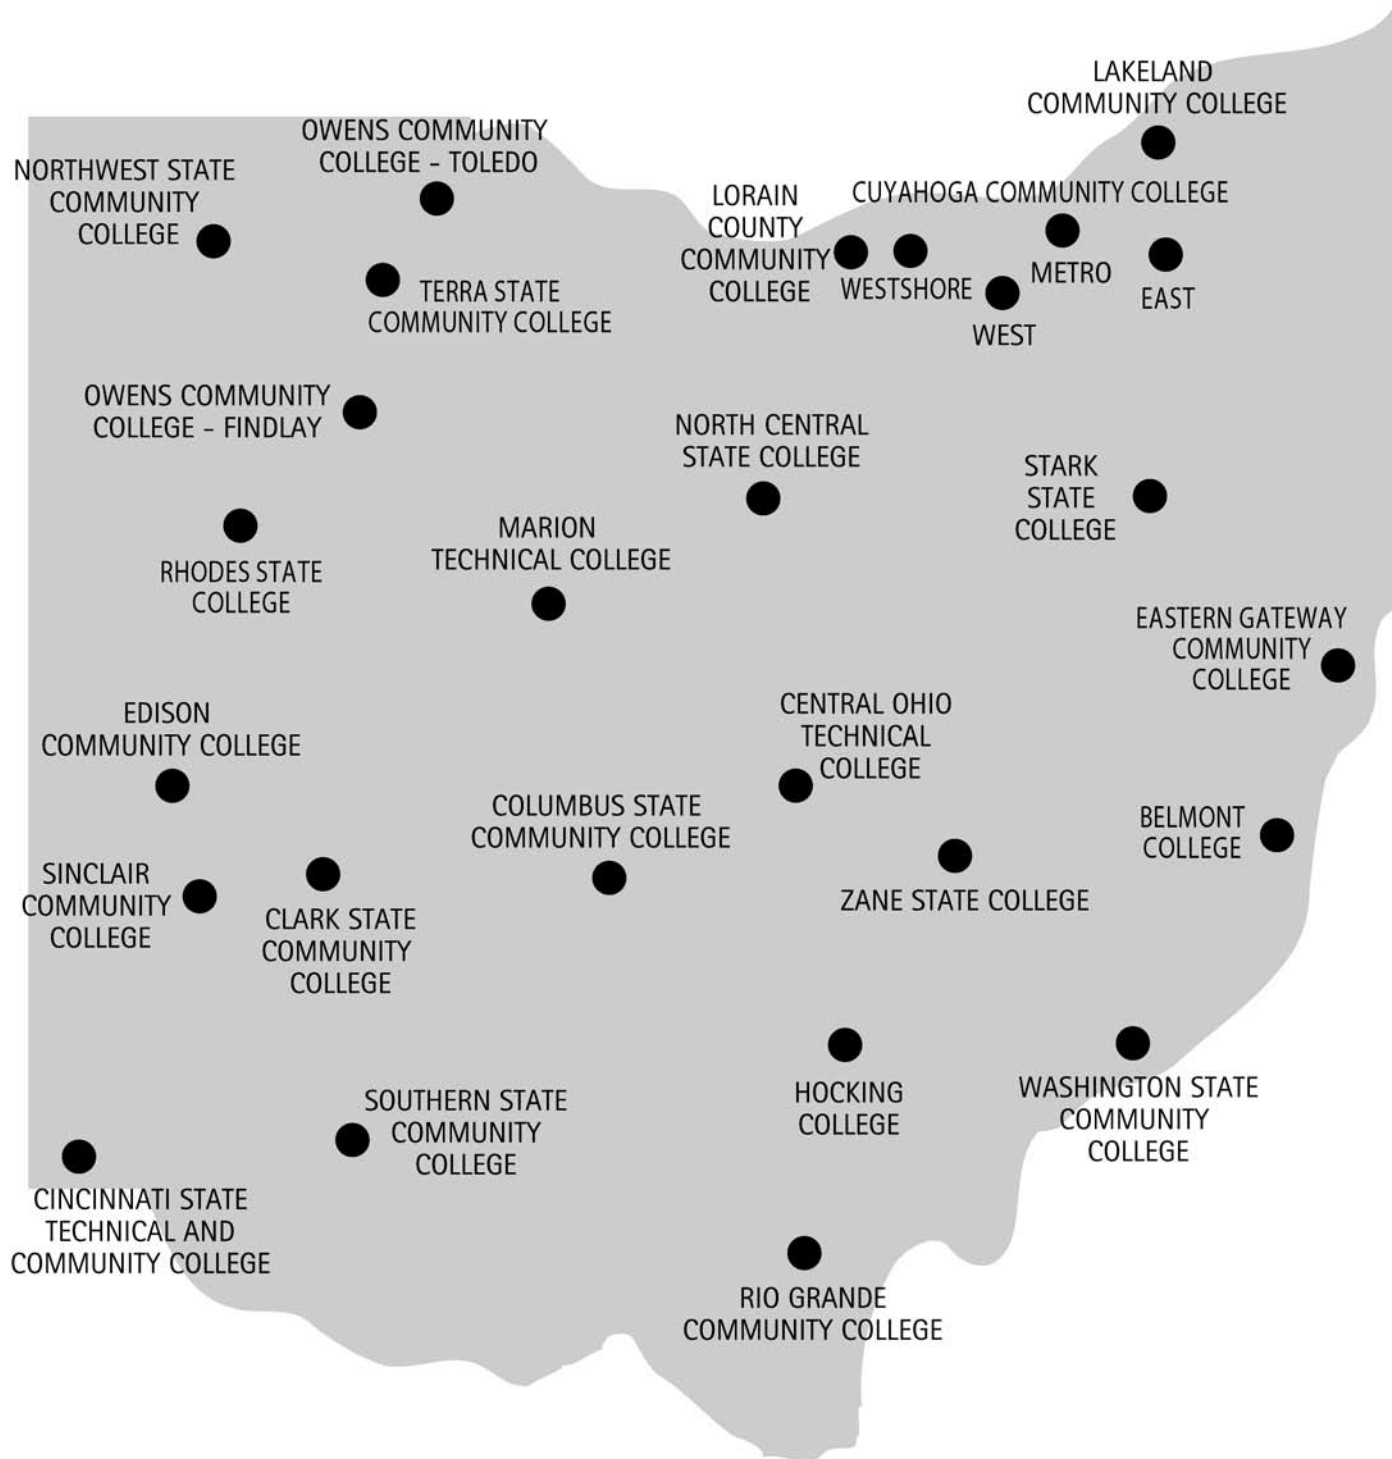 LAKELAND
COMMUNITY COLLEGE
OWENS COMMUNITY
COLLEGE – TOLEDO
NORTHWEST STATE
COMMUNITY
COLLEGE
LORAIN
COUNTY
COMMUNITY
COLLEGE
CUYAHOGA COMMUNITY COLLEGE
WESTSHORE
METRO
EAST
WEST
TERRA STATE
COMMUNITY COLLEGE
OWENS COMMUNITY
COLLEGE – FINDLAY
NORTH CENTRAL
STATE COLLEGE
STARK
STATE
COLLEGE
RHODES STATE
COLLEGE
MARION
TECHNICAL COLLEGE
EASTERN GATEWAY
COMMUNITY
COLLEGE
EDISON
COMMUNITY COLLEGE
CENTRAL OHIO
TECHNICAL
COLLEGE
COLUMBUS STATE
COMMUNITY COLLEGE
BELMONT
COLLEGE
SINCLAIR
COMMUNITY
COLLEGE
CLARK STATE
COMMUNITY
COLLEGE
ZANE STATE COLLEGE
HOCKING
COLLEGE
WASHINGTON STATE
COMMUNITY
COLLEGE
SOUTHERN STATE
COMMUNITY
COLLEGE
CINCINNATI STATE
TECHNICAL AND
COMMUNITY COLLEGE
RIO GRANDE
COMMUNITY COLLEGE